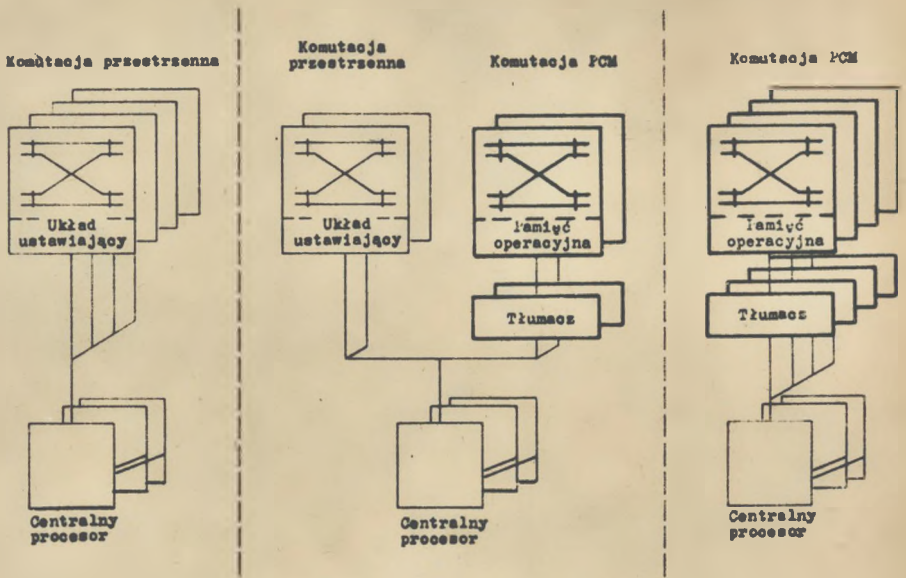 Komutacja przestrzenna
Układ
ustawiający
Centralny
procesor
Komutacja
przestrzenna
Komutacja PCM
Układ
ustawiający
Pamięć
operacyjna
Tłumacz
Centralny
procesor
Komutacja PCM
Pamięć
operacyjna
Tłumacz
Centralny
procesor